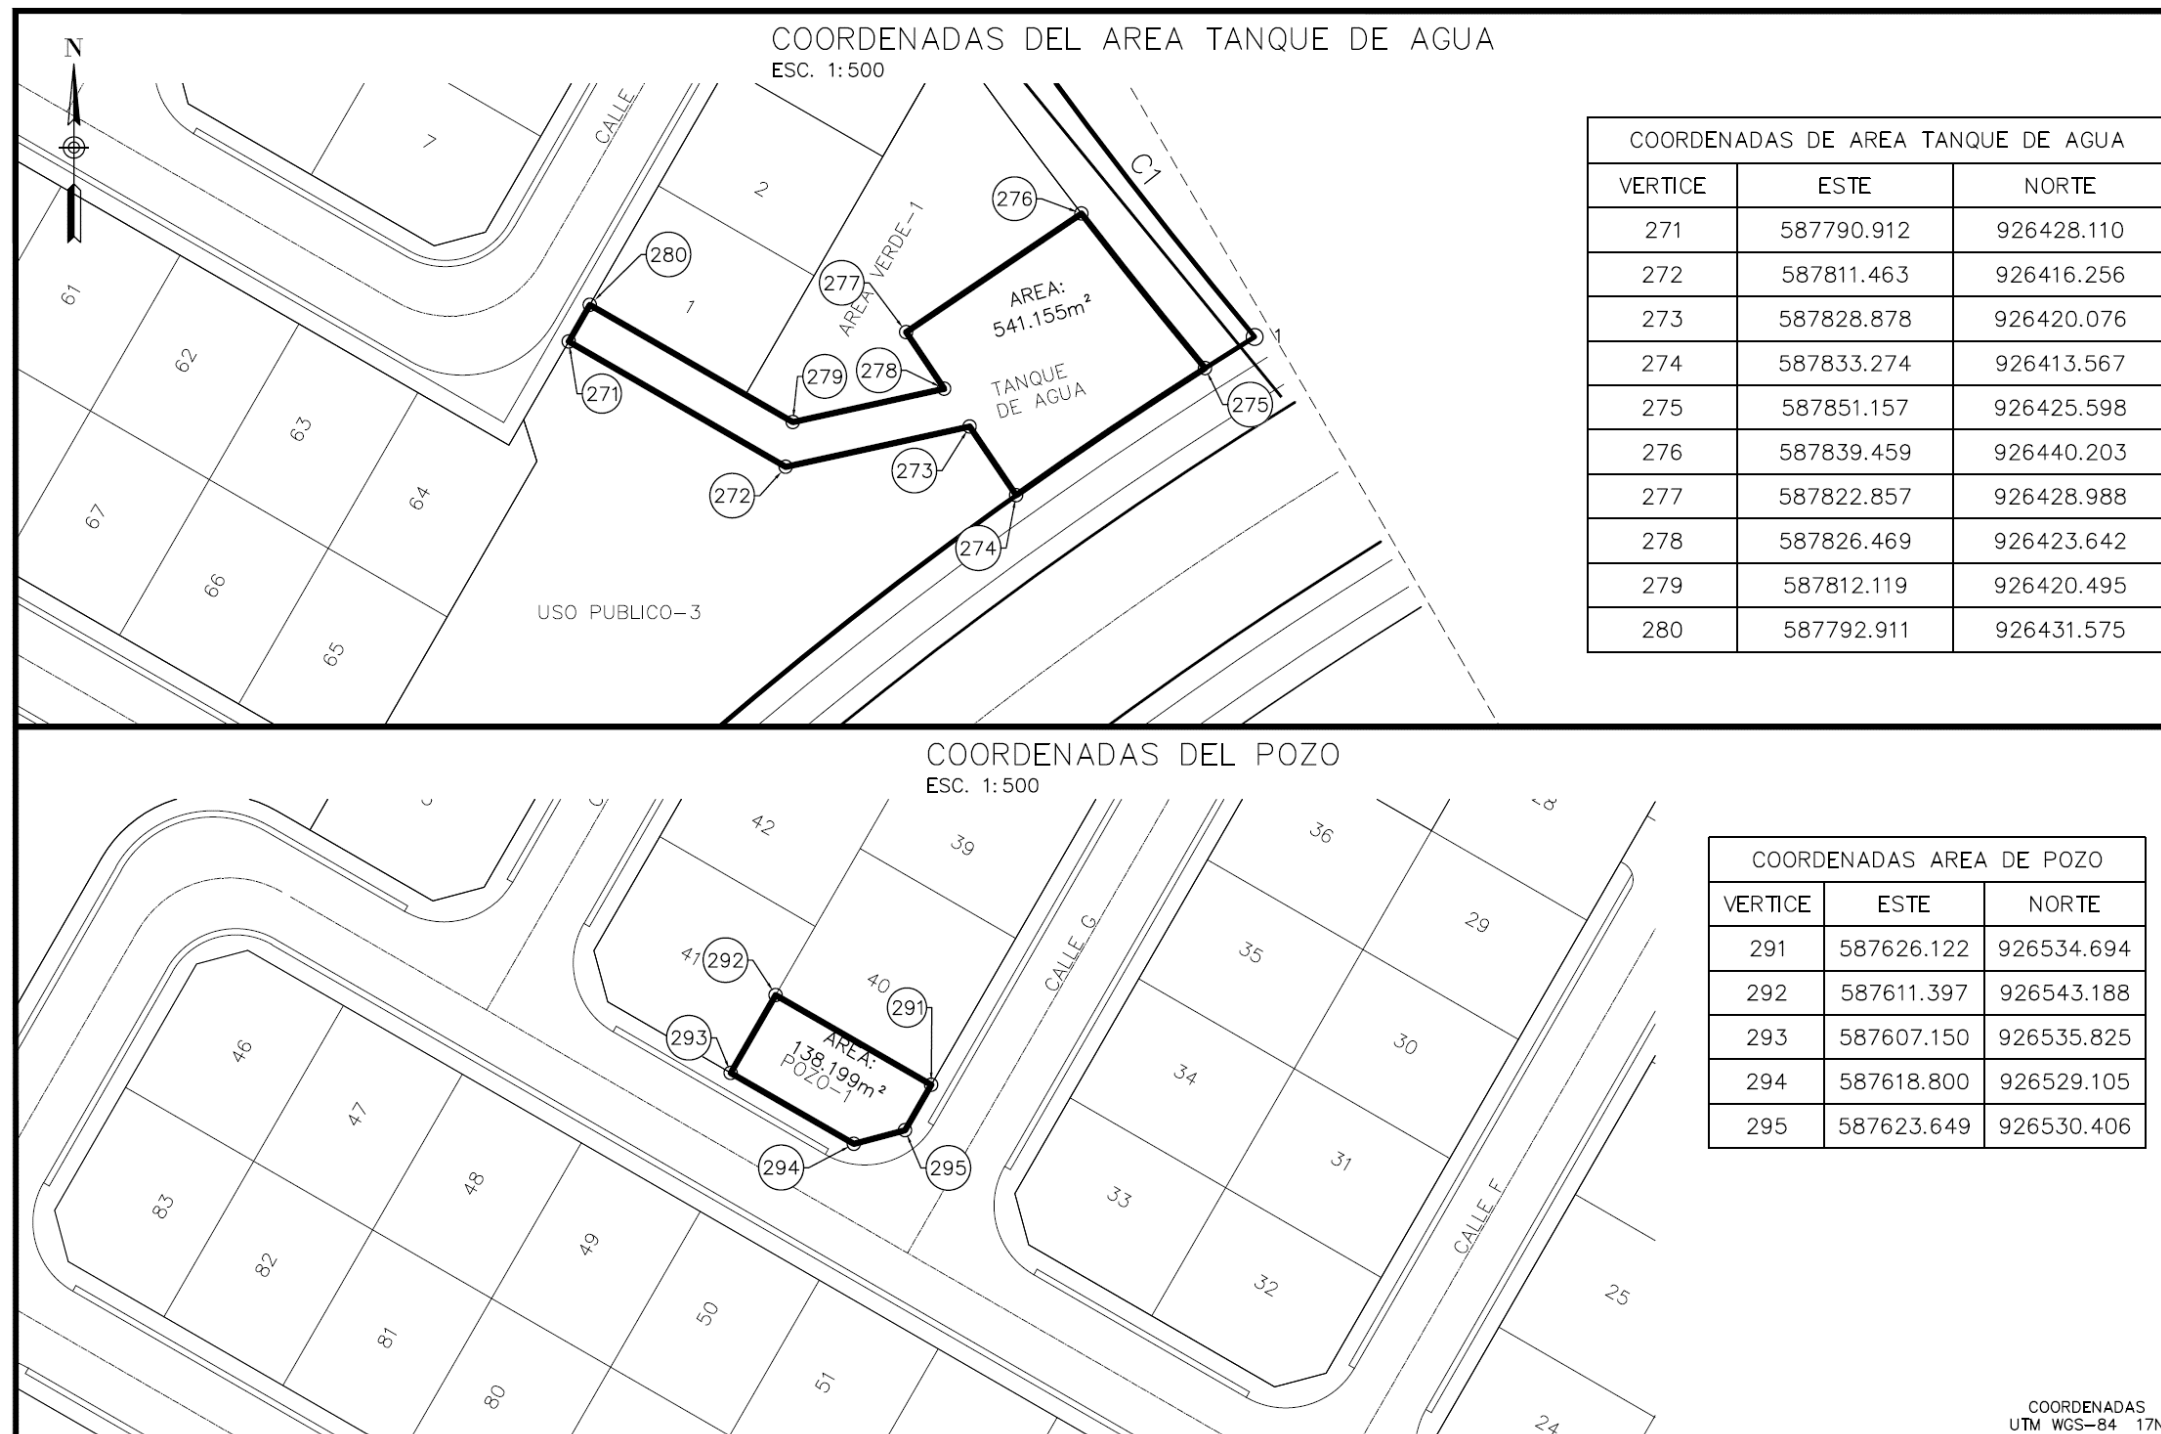 COORDENADAS DEL AREA TANQUE DE AGUA
ESC. 1:500
N
CALLE
7
2
1
C1
AREA VERDE-1
276
280
277
AREA:
541.155m²
TANQUE
DE AGUA
1
61
62
63
64
67
66
65
271
279
278
275
272
273
274
USO PUBLICO-3
COORDENADAS DE AREA TANQUE DE AGUA
VERTICE ESTE NORTE
271 587790.912 926428.110
272 587811.463 926416.256
273 587828.878 926420.076
274 587833.274 926413.567
275 587851.157 926425.598
276 587839.459 926440.203
277 587822.857 926428.988
278 587826.469 926423.642
279 587812.119 926420.495
280 587792.911 926431.575
COORDENADAS DEL POZO
ESC. 1:500
42
39
36
29
35
30
34
31
33
32
41
40
292
291
293
294
295
AREA:
138.199m²
POZO-1
CALLE G
CALLE F
46
47
48
49
50
51
83
82
81
80
25
24
COORDENADAS AREA DE POZO
VERTICE ESTE NORTE
291 587626.122 926534.694
292 587611.397 926543.188
293 587607.150 926535.825
294 587618.800 926529.105
295 587623.649 926530.406
COORDENADAS
UTM WGS-84 17N